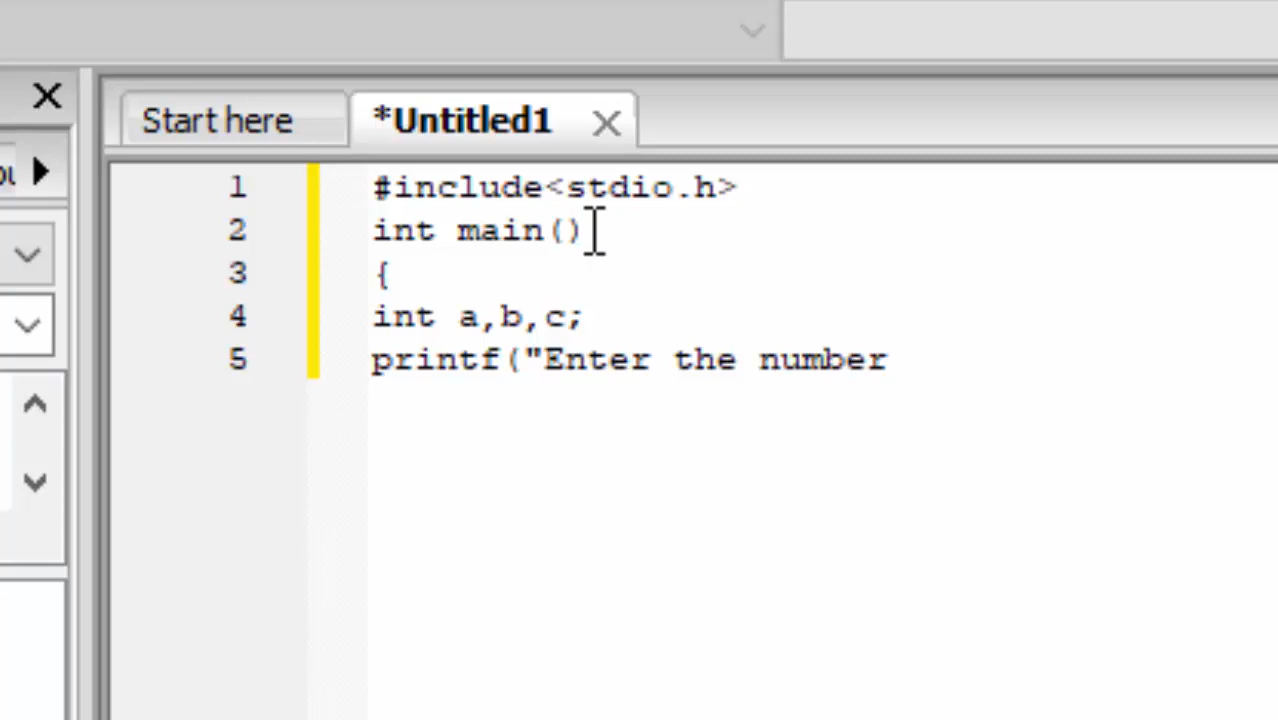 Start here
*Untitled1
1 #include<stdio.h>
2 int main()
3 {
4 int a,b,c;
5 printf("Enter the number